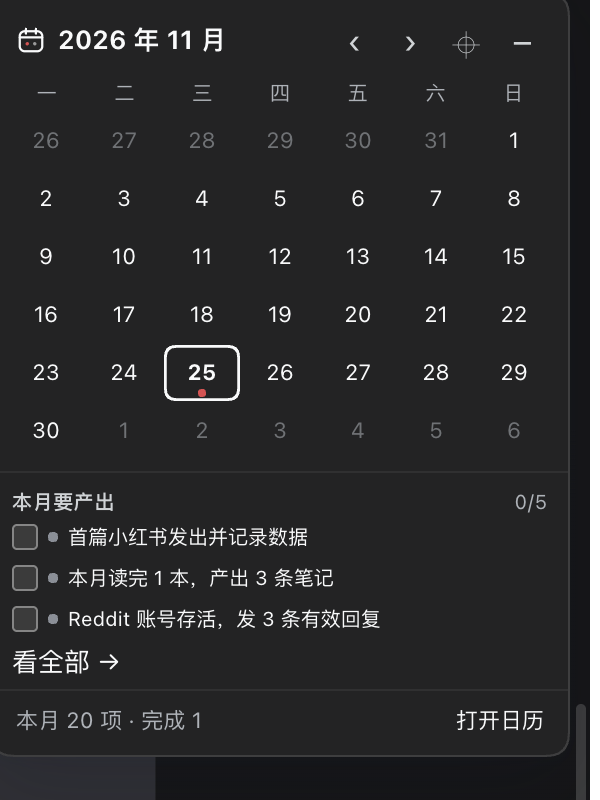 2026 年 11 月
一 二 三 四 五 六 日
26 27 28 29 30 31 1
2 3 4 5 6 7 8
9 10 11 12 13 14 15
16 17 18 19 20 21 22
23 24 25 26 27 28 29
30 1 2 3 4 5 6
本月要产出 0/5
首篇小红书发出并记录数据
本月读完 1 本，产出 3 条笔记
Reddit 账号存活，发 3 条有效回复
看全部 →
本月 20 项 · 完成 1 打开日历